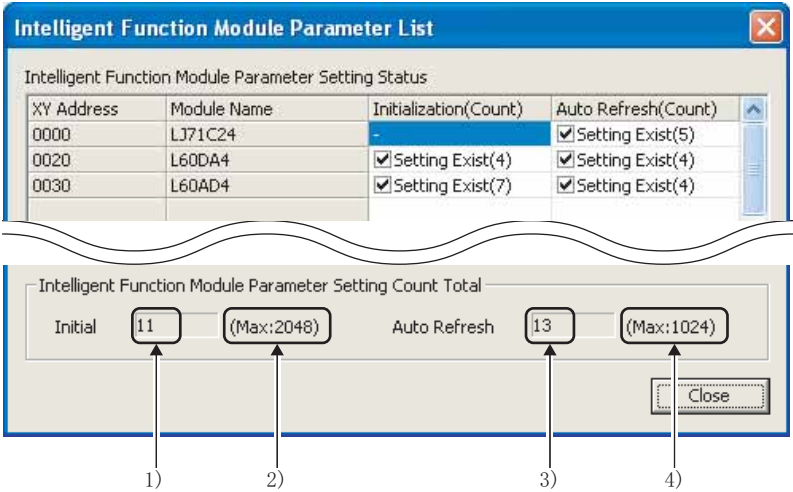 Intelligent Function Module Parameter List
Intelligent Function Module Parameter Setting Status
XY Address Module Name Initialization(Count) Auto Refresh(Count)
0000 LJ71C24 - Setting Exist(5)
0020 L60DA4 Setting Exist(4) Setting Exist(4)
0030 L60AD4 Setting Exist(7) Setting Exist(4)
Intelligent Function Module Parameter Setting Count Total
Initial 11 (Max:2048) Auto Refresh 13 (Max:1024)
Close
1) 2) 3) 4)